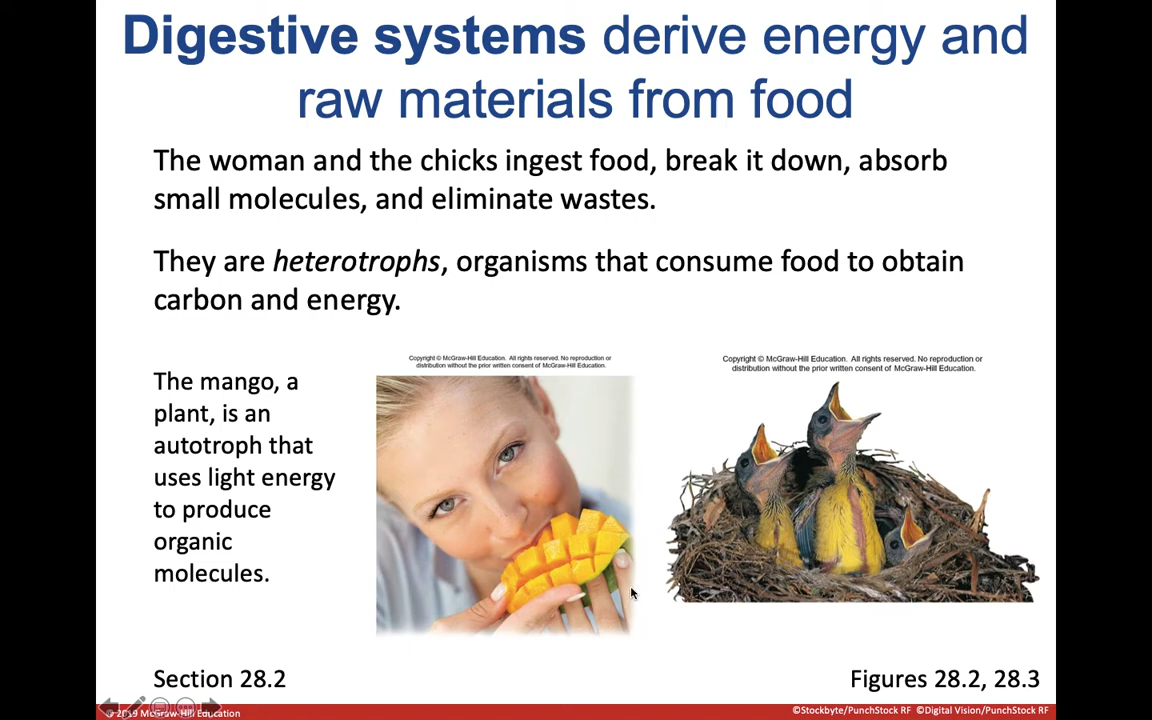 Digestive systems derive energy and
raw materials from food
The woman and the chicks ingest food, break it down, absorb
small molecules, and eliminate wastes.
They are heterotrophs, organisms that consume food to obtain
carbon and energy.
The mango, a
plant, is an
autotroph that
uses light energy
to produce
organic
molecules.
Copyright © McGraw-Hill Education. All rights reserved. No reproduction or
distribution without the prior written consent of McGraw-Hill Education.
Copyright © McGraw-Hill Education. All rights reserved. No reproduction or
distribution without the prior written consent of McGraw-Hill Education.
Section 28.2
Figures 28.2, 28.3
© 2019 McGraw-Hill Education
©Stockbyte/PunchStock RF ©Digital Vision/PunchStock RF